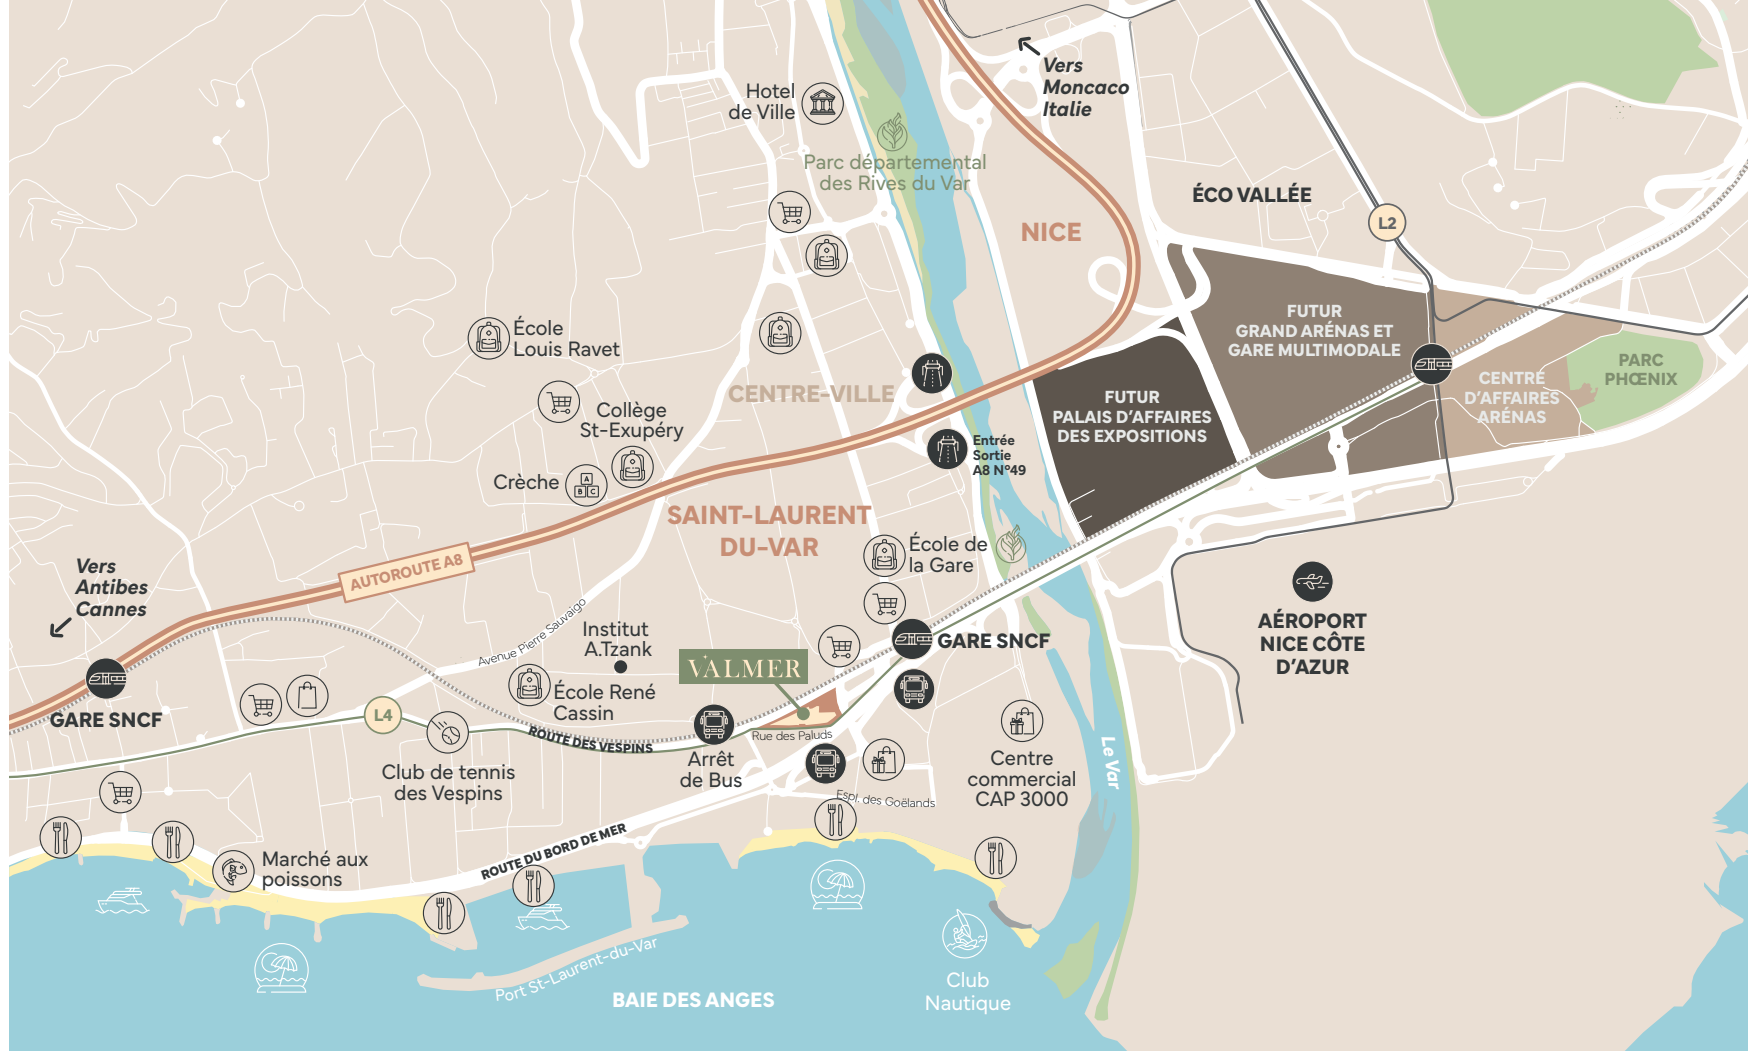 Vers
Moncaco
Italie
Hotel
de Ville
Parc départemental
des Rives du Var
ÉCO VALLÉE
NICE
L2
FUTUR
GRAND ARÉNAS ET
GARE MULTIMODALE
École
Louis Ravet
PARC
PHŒNIX
CENTRE-VILLE
CENTRE
D'AFFAIRES
ARÉNAS
FUTUR
PALAIS D'AFFAIRES
DES EXPOSITIONS
Collège
St-Exupéry
Entrée
Sortie
A8 N°49
Crèche
A
B C
SAINT-LAURENT
DU-VAR
École de
la Gare
AUTOROUTE A8
Vers
Antibes
Cannes
Avenue Pierre Sauvaigo
Institut
A.Tzank
GARE SNCF
AÉROPORT
NICE CÔTE
D'AZUR
VALMER
École René
Cassin
GARE SNCF
L4
ROUTE DES VESPINS
Rue des Paluds
Le Var
Arrêt
de Bus
Club de tennis
des Vespins
Centre
commercial
CAP 3000
Espl. des Goëlands
ROUTE DU BORD DE MER
Marché aux
poissons
Port St-Laurent-du-Var
BAIE DES ANGES
Club
Nautique